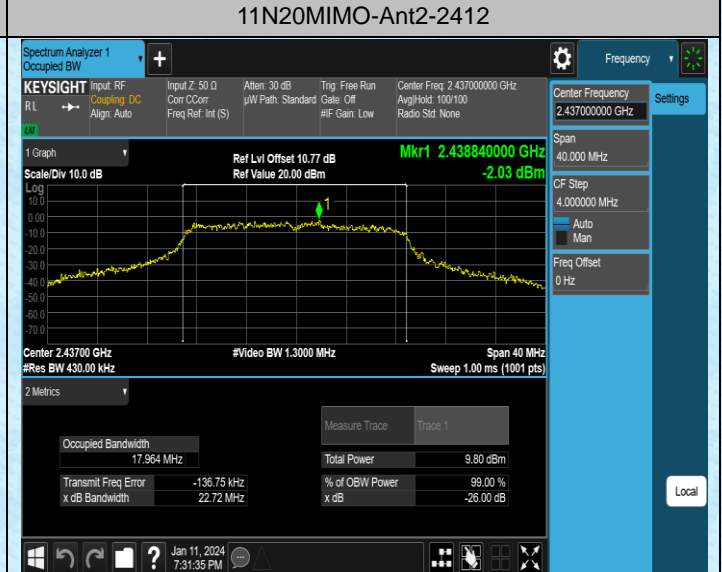 11N20MIMO-Ant2-2412
Spectrum Analyzer 1
Occupied BW
+
Frequency
KEYSIGHT
RL
LXI
Input: RF
Coupling: DC
Align: Auto
Input Z: 50 Ω
Corr CCorr
Freq Ref: Int (S)
Atten: 30 dB
µW Path: Standard
Trig: Free Run
Gate: Off
#IF Gain: Low
Center Freq: 2.437000000 GHz
Avg|Hold: 100/100
Radio Std: None
Center Frequency
2.437000000 GHz
Settings
Span
40.000 MHz
CF Step
4.000000 MHz
Auto
Man
Freq Offset
0 Hz
1 Graph
Scale/Div 10.0 dB
Ref Lvl Offset 10.77 dB
Ref Value 20.00 dBm
Mkr1 2.438840000 GHz
-2.03 dBm
Log
10.0
0.00
-10.0
-20.0
-30.0
-40.0
-50.0
-60.0
-70.0
1
Center 2.43700 GHz
#Res BW 430.00 kHz
#Video BW 1.3000 MHz
Span 40 MHz
Sweep 1.00 ms (1001 pts)
2 Metrics
Measure Trace Trace 1
Occupied Bandwidth
17.964 MHz
Total Power 9.80 dBm
Transmit Freq Error -136.75 kHz
% of OBW Power 99.00 %
x dB Bandwidth 22.72 MHz
x dB -26.00 dB
Local
?
Jan 11, 2024
7:31:35 PM